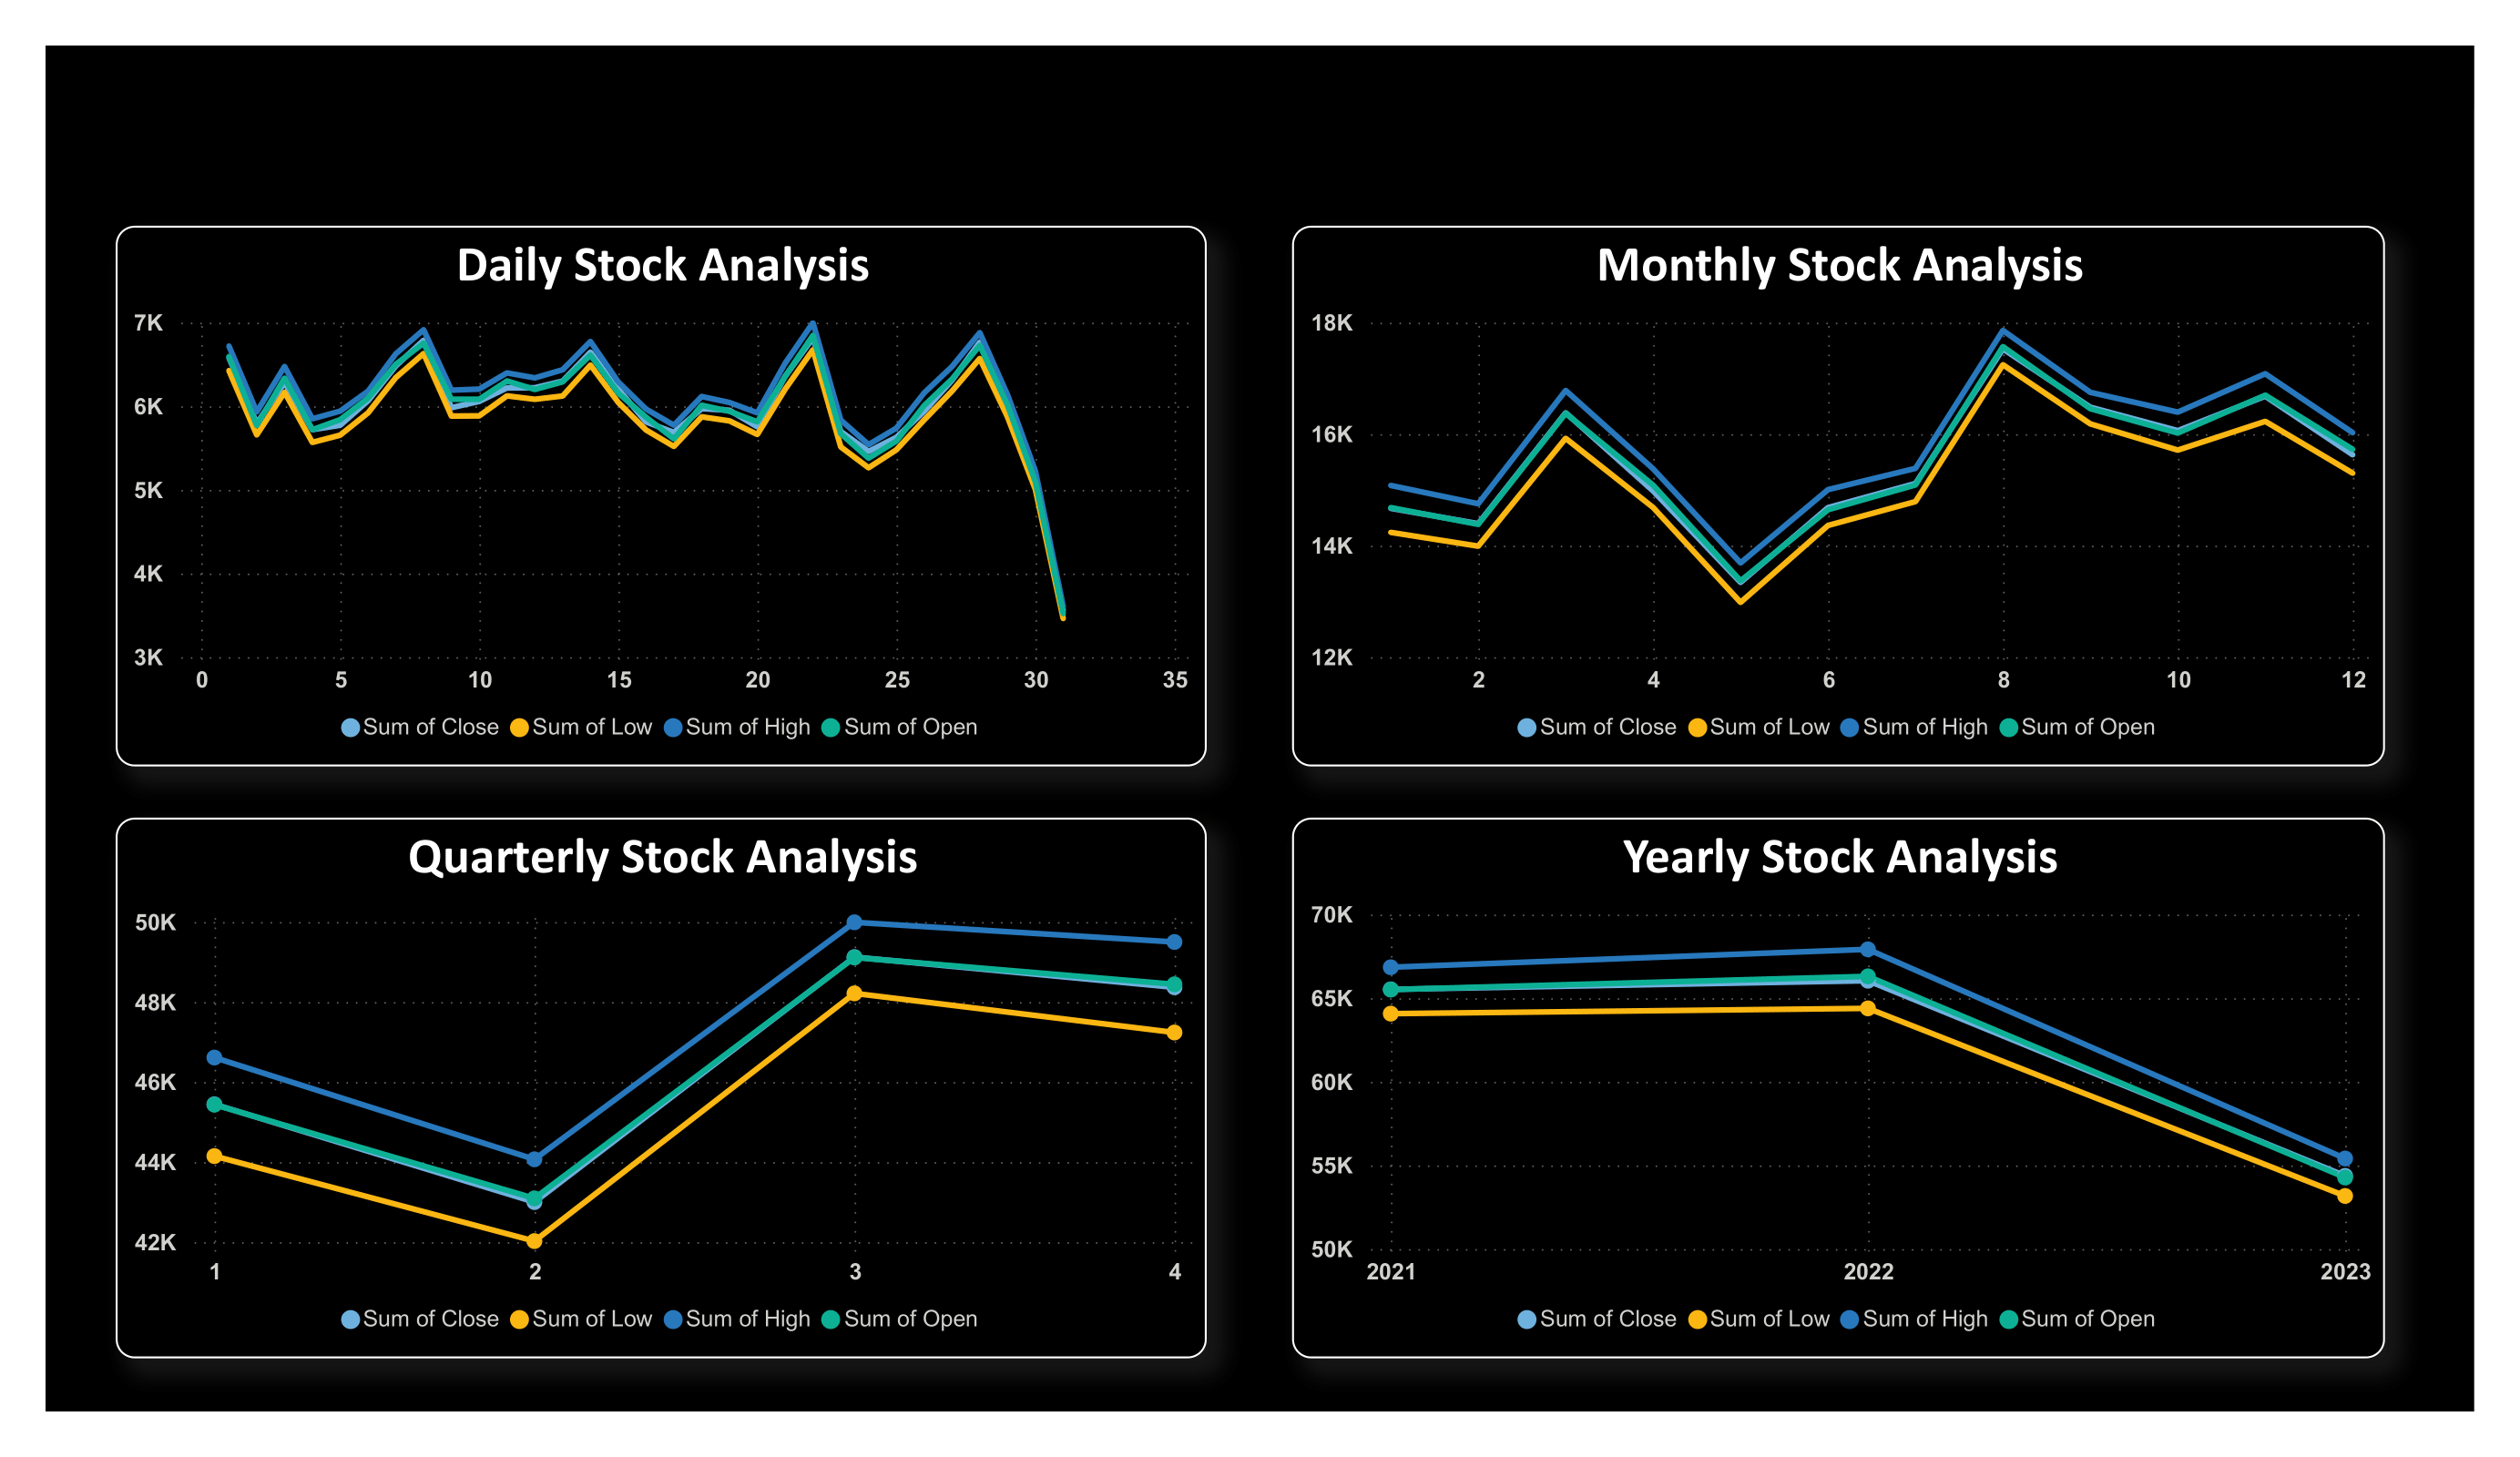 Daily Stock Analysis
7K
6K
5K
4K
3K
0 5 10 15 20 25 30 35
Sum of Close Sum of Low Sum of High Sum of Open
Monthly Stock Analysis
18K
16K
14K
12K
2 4 6 8 10 12
Sum of Close Sum of Low Sum of High Sum of Open
Quarterly Stock Analysis
50K
48K
46K
44K
42K
1 2 3 4
Sum of Close Sum of Low Sum of High Sum of Open
Yearly Stock Analysis
70K
65K
60K
55K
50K
2021 2022 2023
Sum of Close Sum of Low Sum of High Sum of Open